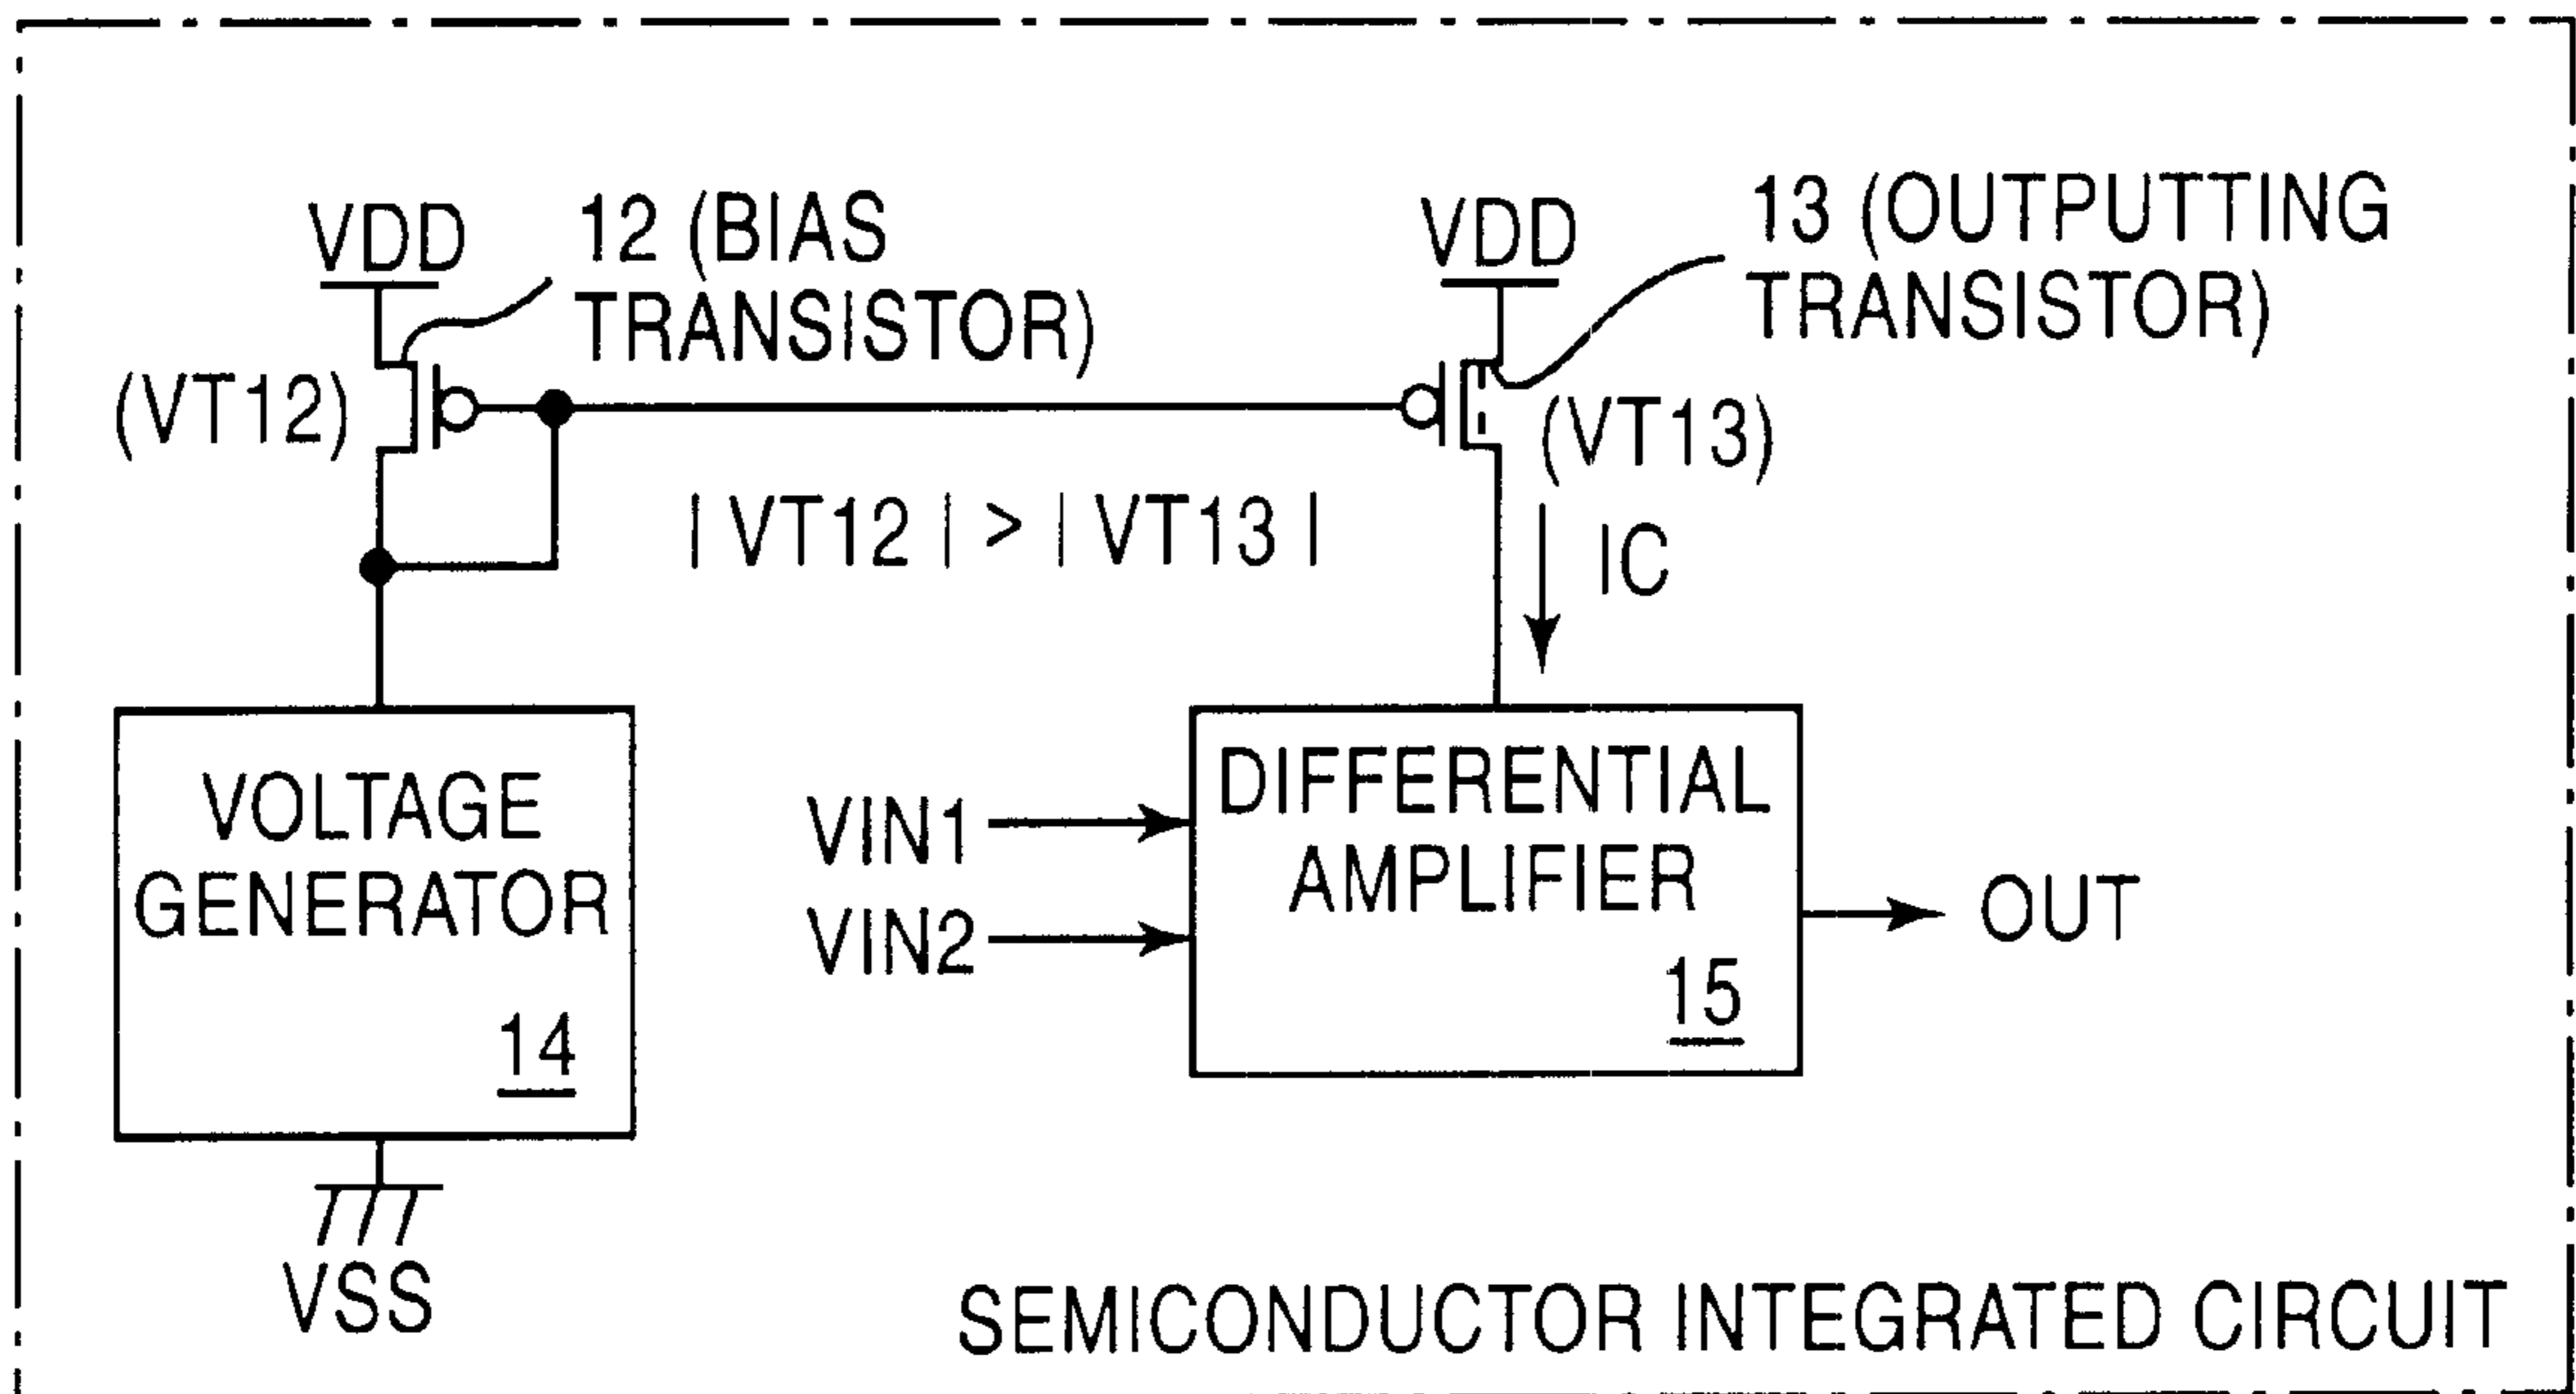 VDD
12 (BIAS
TRANSISTOR)
(VT12)
VDD
13 (OUTPUTTING
TRANSISTOR)
(VT13)
| VT12 | > | VT13 |
IC
VOLTAGE
GENERATOR
14
VSS
VIN1
VIN2
DIFFERENTIAL
AMPLIFIER
15
OUT
SEMICONDUCTOR INTEGRATED CIRCUIT